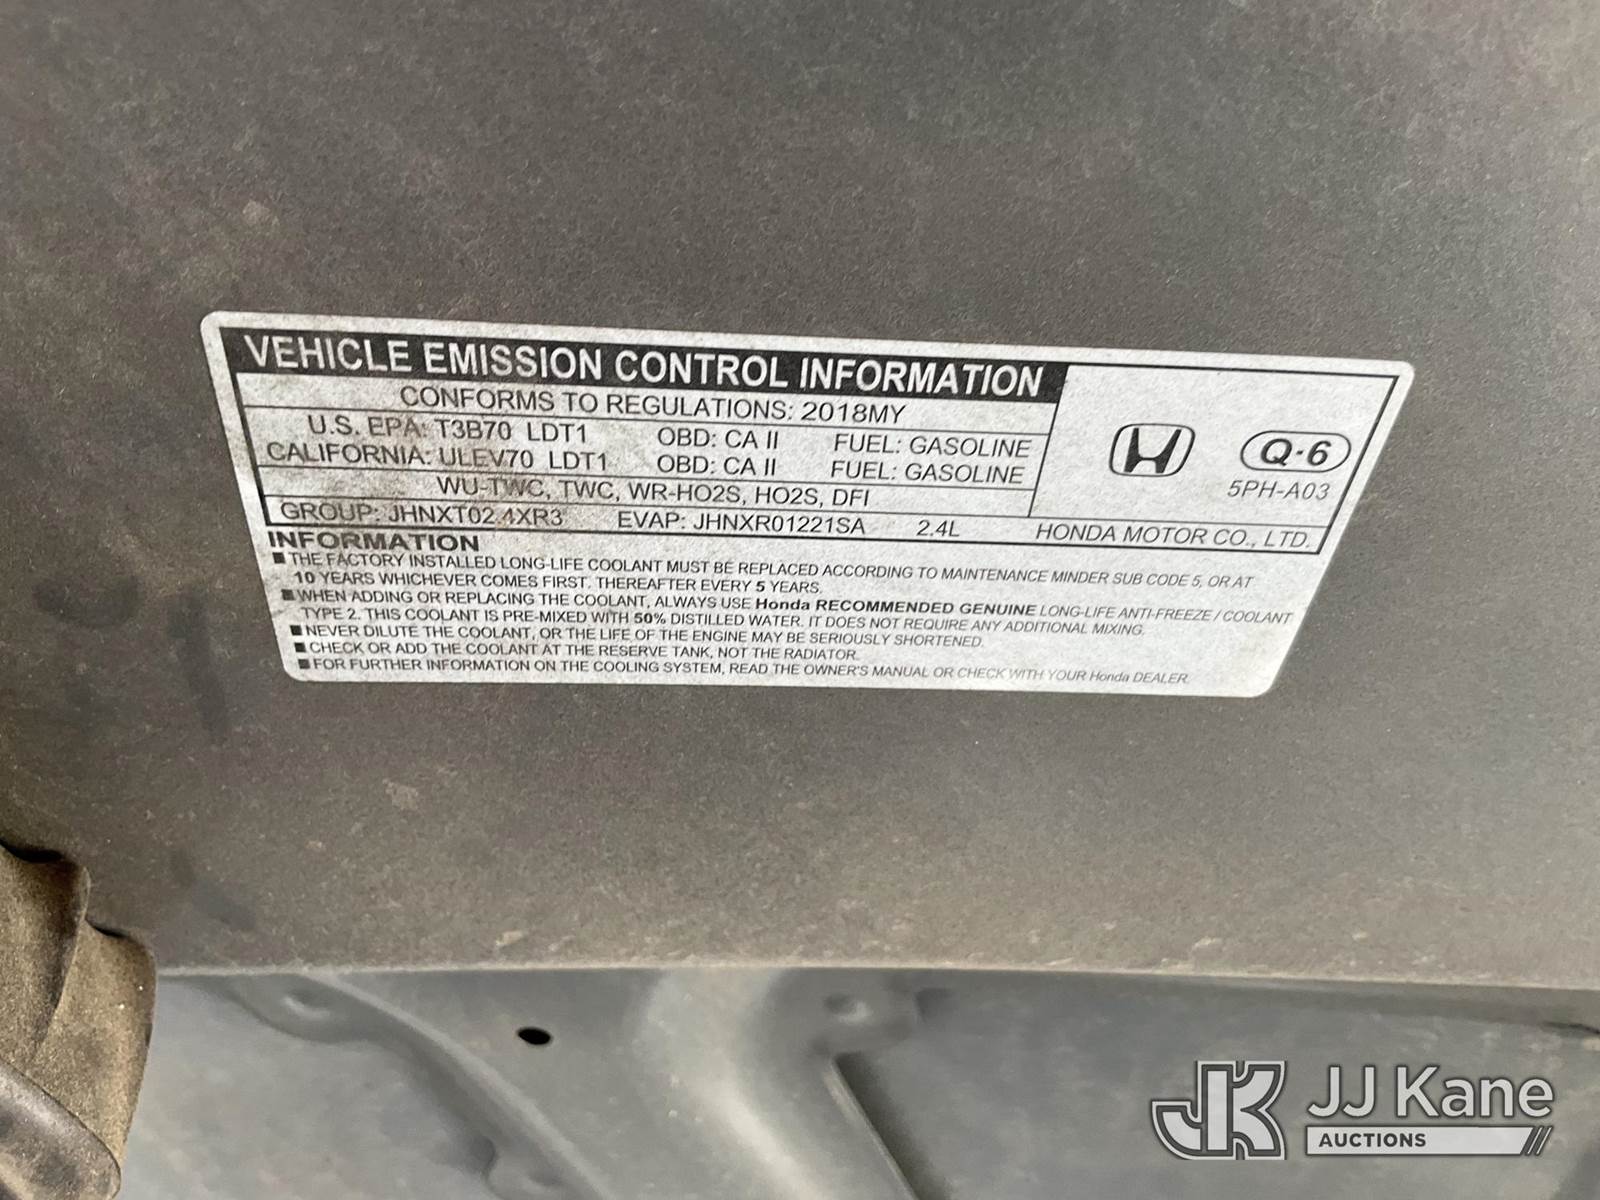 VEHICLE EMISSION CONTROL INFORMATION
CONFORMS TO REGULATIONS: 2018MY
U.S. EPA: T3B70 LDT1 OBD: CA II FUEL: GASOLINE
CALIFORNIA: ULEV70 LDT1 OBD: CA II FUEL: GASOLINE
WU-TWC, TWC, WR-HO2S, HO2S, DFI
GROUP: JHNXT02.4XR3 EVAP: JHNXR01221SA 2.4L HONDA MOTOR CO., LTD.
Q-6
5PH-A03
INFORMATION
■ THE FACTORY INSTALLED LONG-LIFE COOLANT MUST BE REPLACED ACCORDING TO MAINTENANCE MINDER SUB CODE 5, OR AT
10 YEARS WHICHEVER COMES FIRST, THEREAFTER EVERY 5 YEARS.
■ WHEN ADDING OR REPLACING THE COOLANT, ALWAYS USE Honda RECOMMENDED GENUINE LONG-LIFE ANTI-FREEZE / COOLANT
TYPE 2. THIS COOLANT IS PRE-MIXED WITH 50% DISTILLED WATER. IT DOES NOT REQUIRE ANY ADDITIONAL MIXING.
■ NEVER DILUTE THE COOLANT, OR THE LIFE OF THE ENGINE MAY BE SERIOUSLY SHORTENED.
■ CHECK OR ADD THE COOLANT AT THE RESERVE TANK, NOT THE RADIATOR.
■ FOR FURTHER INFORMATION ON THE COOLING SYSTEM, READ THE OWNER'S MANUAL OR CHECK WITH YOUR Honda DEALER.
JK JJ Kane
AUCTIONS